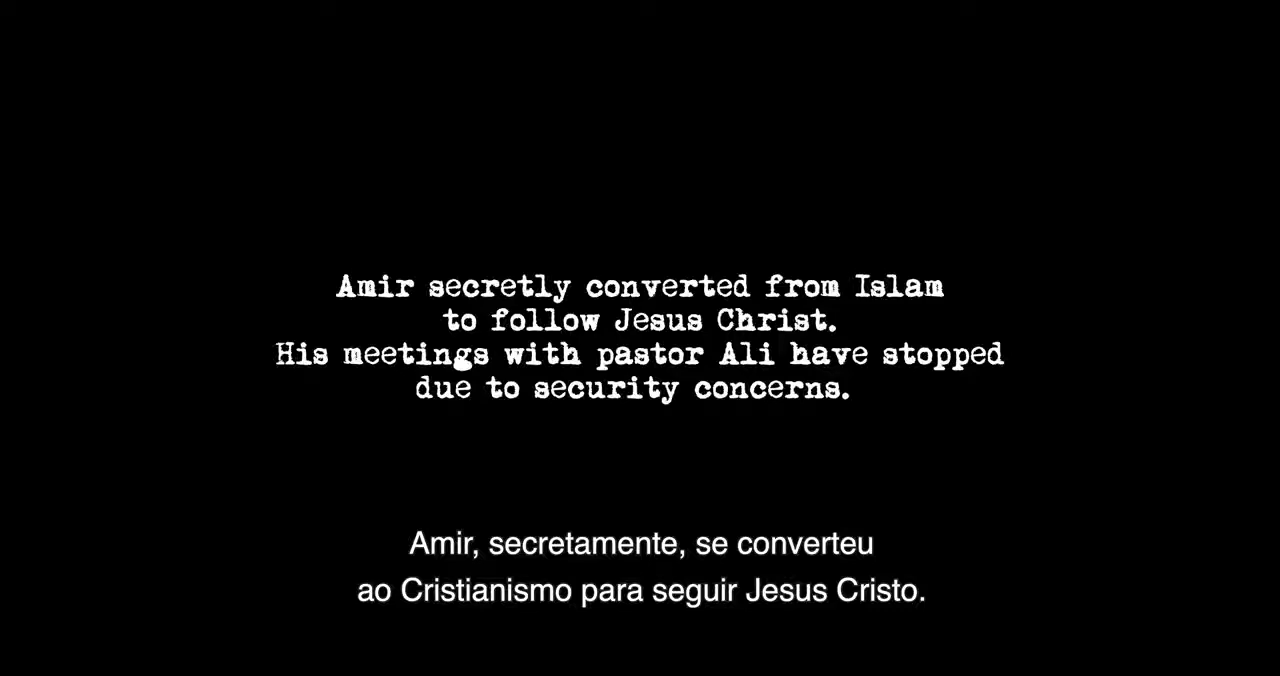 Amir secretly converted from Islam
to follow Jesus Christ.
His meetings with pastor Ali have stopped
due to security concerns.
Amir, secretamente, se converteu
ao Cristianismo para seguir Jesus Cristo.